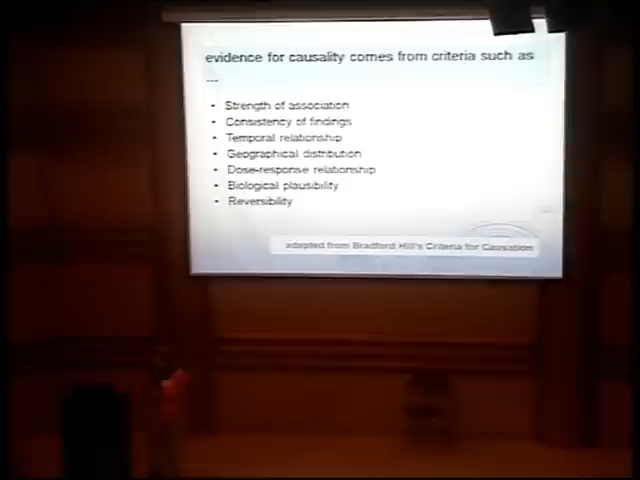 evidence for causality comes from criteria such as
...
• Strength of association
• Consistency of findings
• Temporal relationship
• Geographical distribution
• Dose-response relationship
• Biological plausibility
• Reversibility
adapted from Bradford Hill's Criteria for Causation